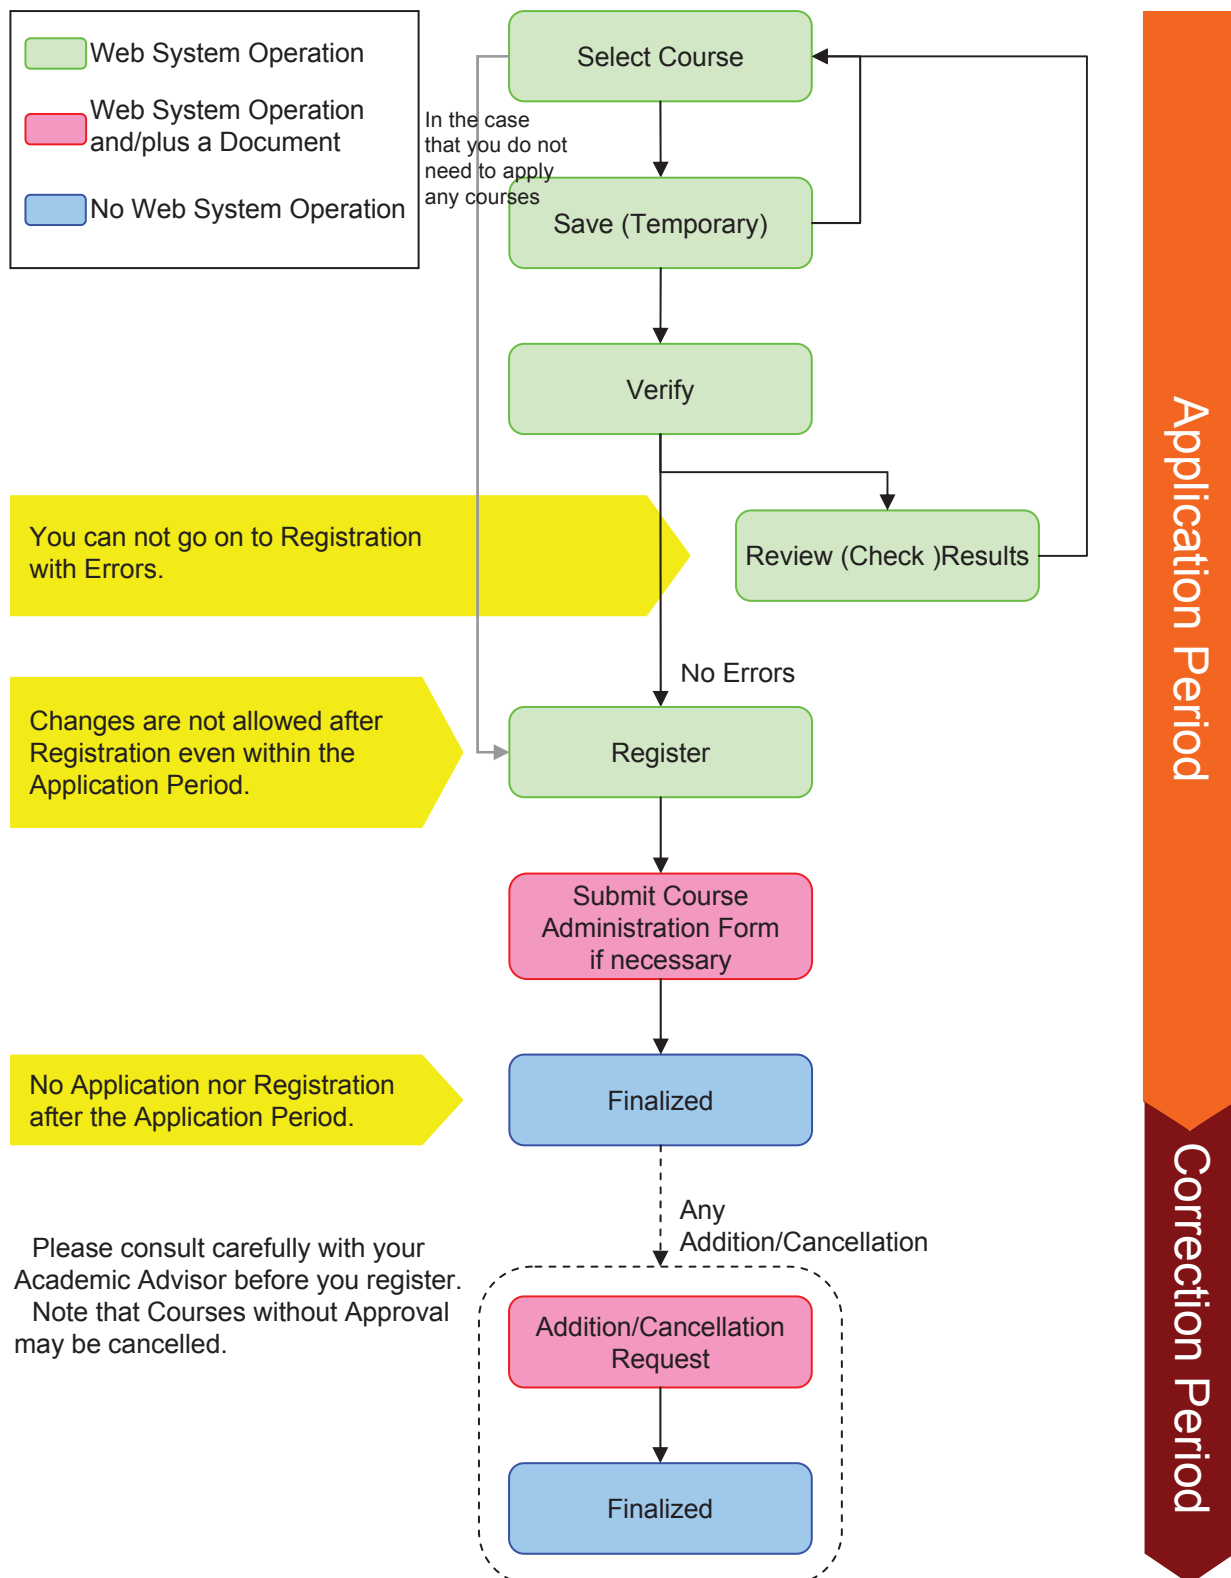 Web System Operation
Web System Operation
and/plus a Document
No Web System Operation
Select Course
In the case
that you do not
need to apply
any courses
Save (Temporary)
Verify
You can not go on to Registration
with Errors.
Review (Check )Results
No Errors
Changes are not allowed after
Registration even within the
Application Period.
Register
Submit Course
Administration Form
if necessary
No Application nor Registration
after the Application Period.
Finalized
Any
Addition/Cancellation
Please consult carefully with your
Academic Advisor before you register.
Note that Courses without Approval
may be cancelled.
Addition/Cancellation
Request
Finalized
Application Period
Correction Period